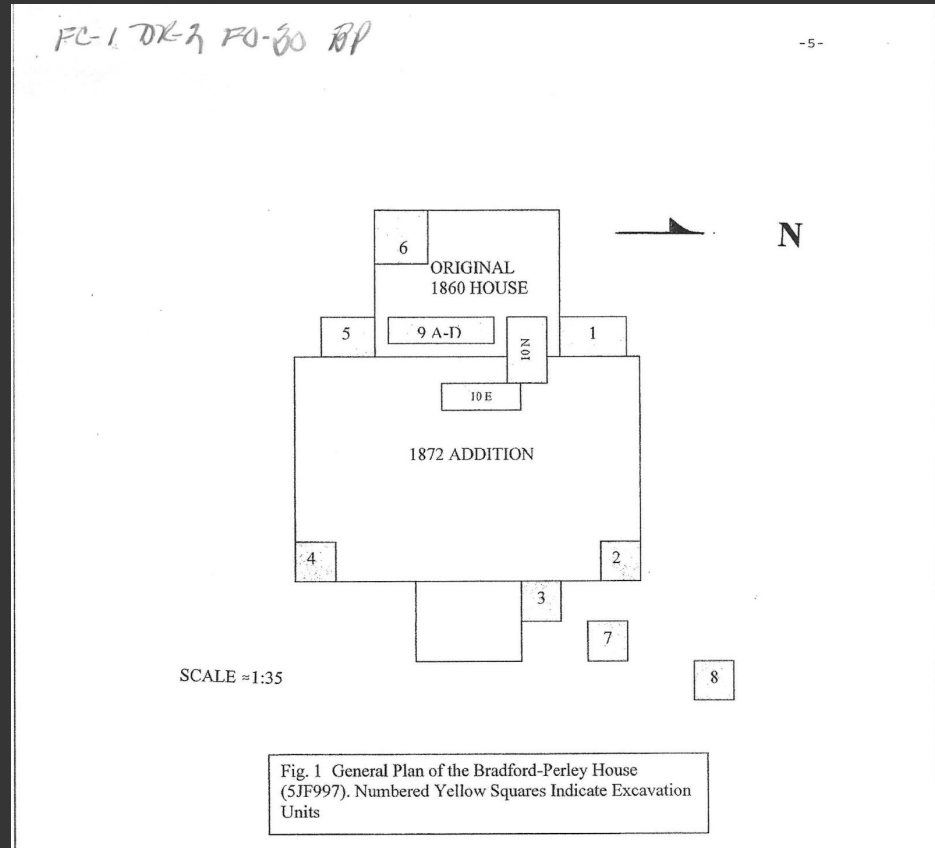 FC-1 DR-2 FO-30 BP
-5-
N
6
ORIGINAL
1860 HOUSE
5
9 A-D
10 N
1
10 E
1872 ADDITION
4
2
3
7
SCALE ≈1:35
8
Fig. 1 General Plan of the Bradford-Perley House
(5JF997). Numbered Yellow Squares Indicate Excavation
Units